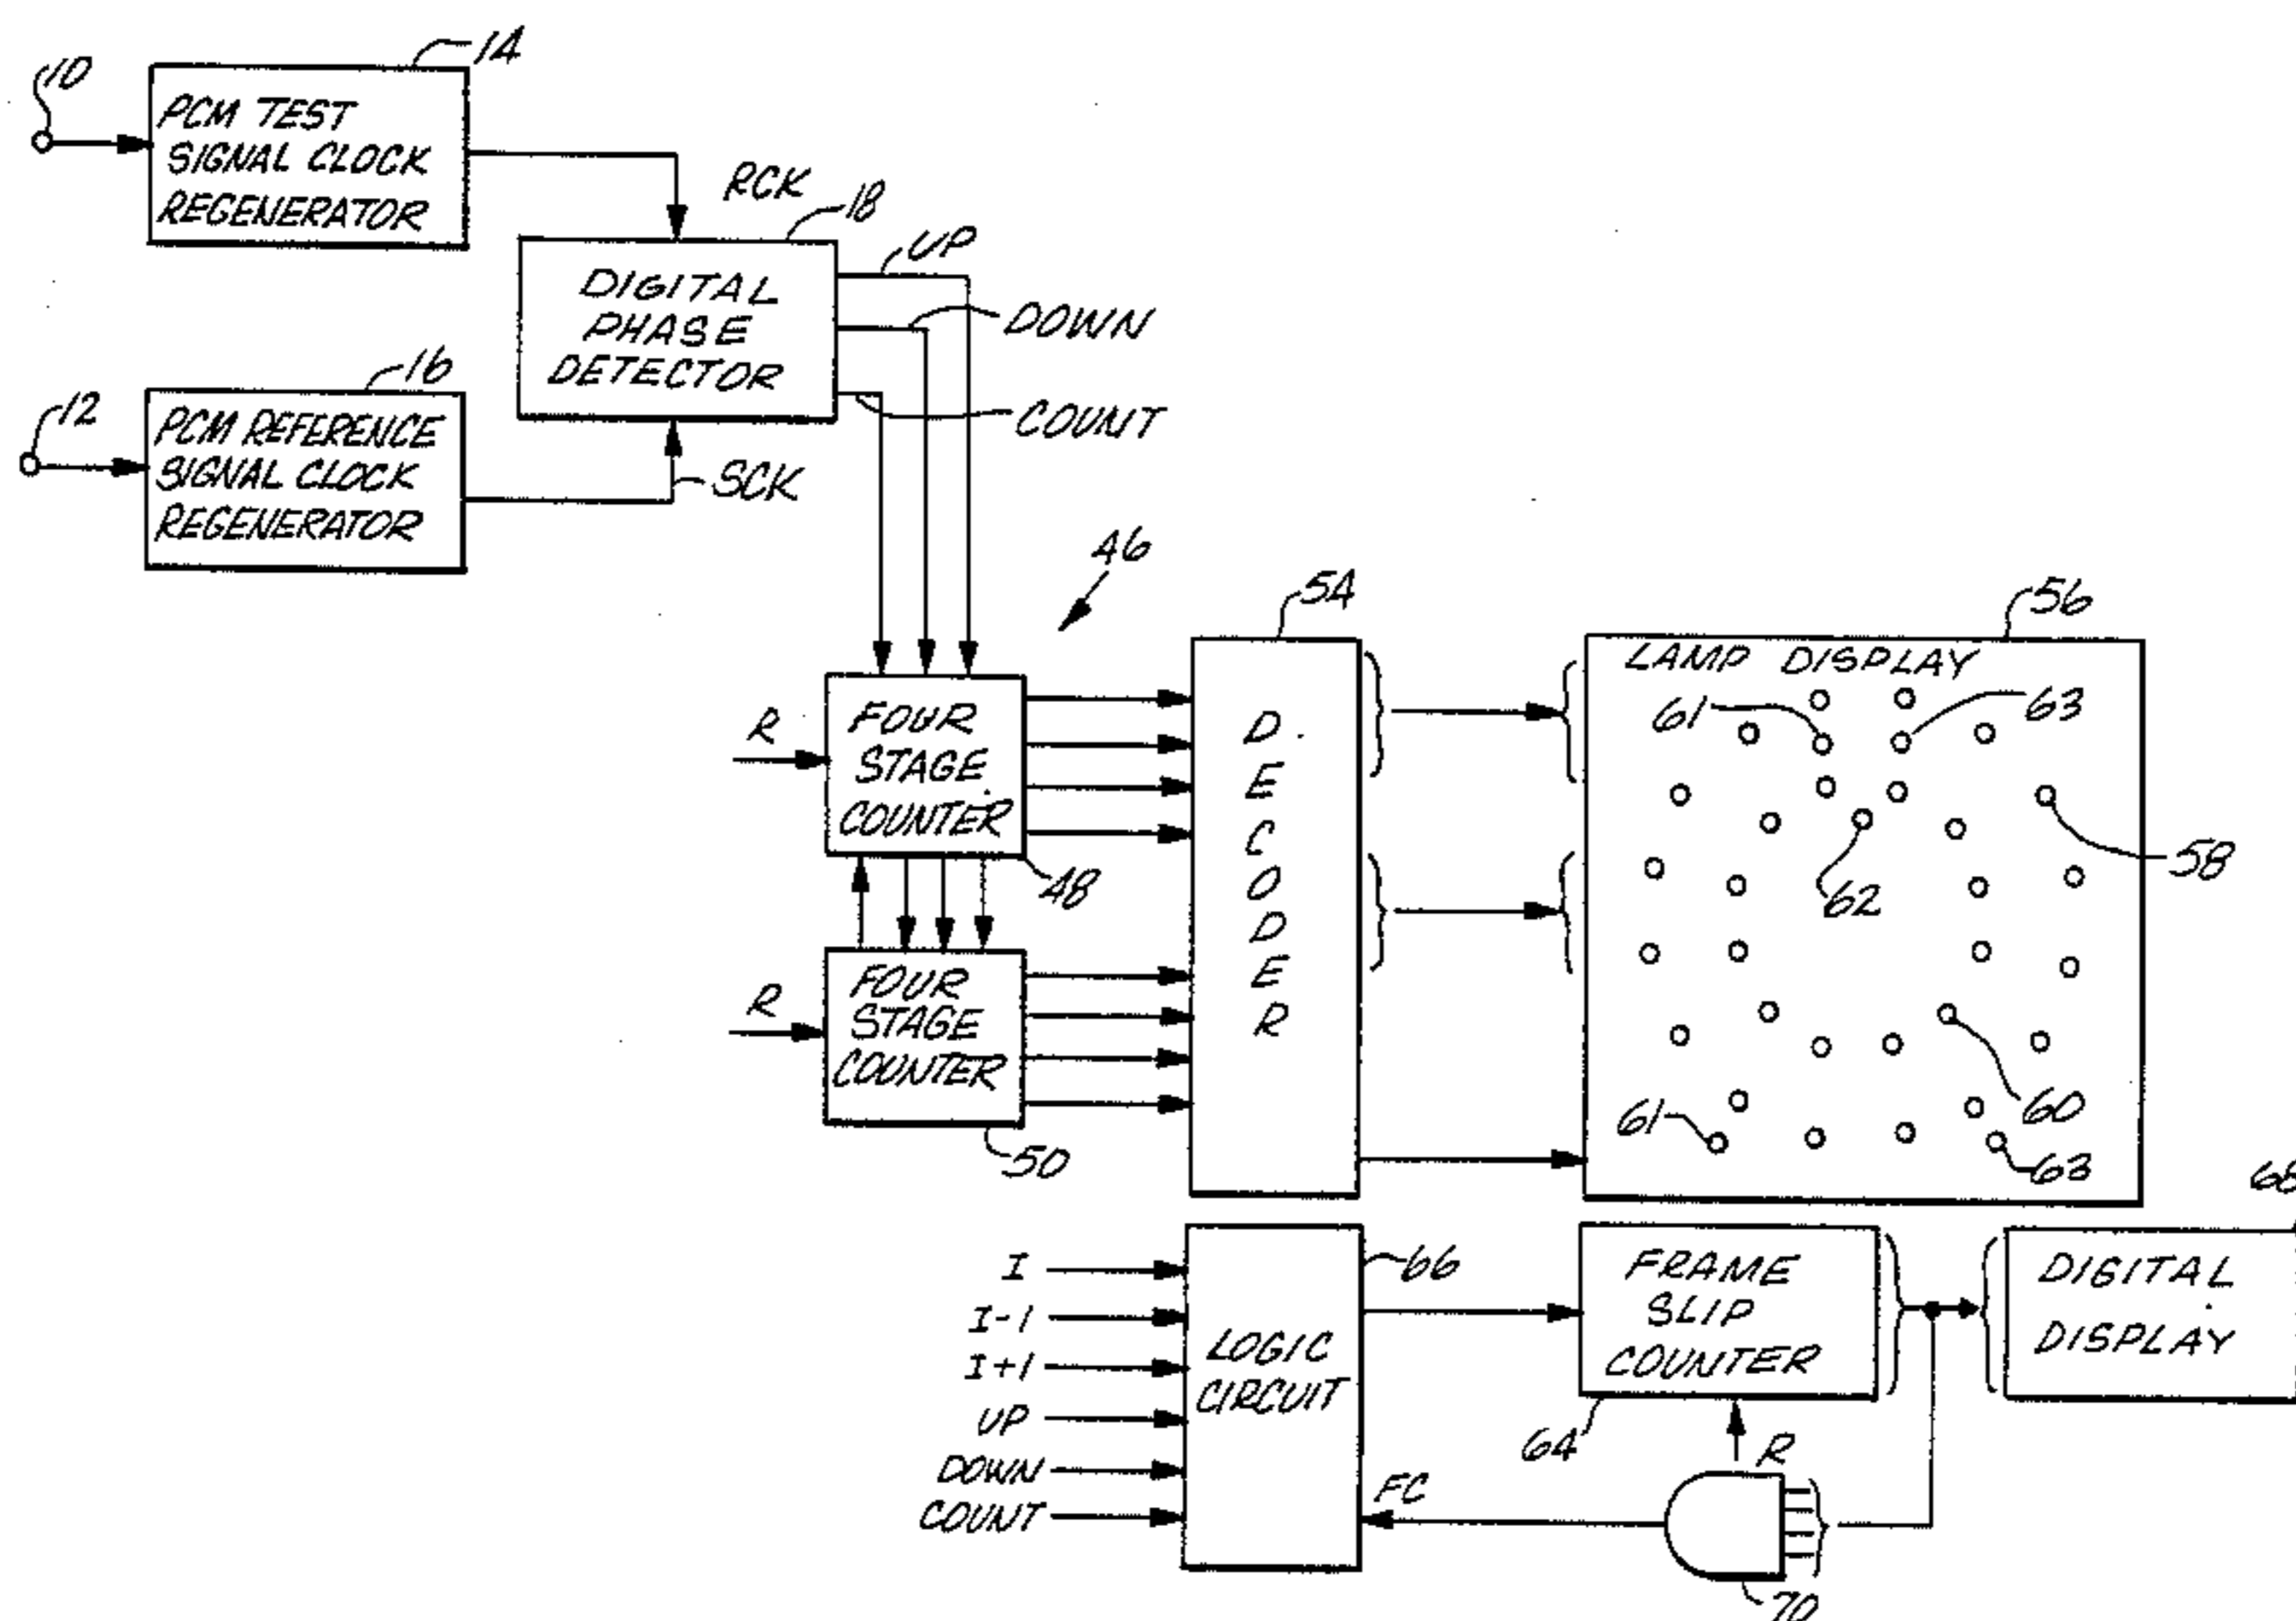 10
14
PCM TEST
SIGNAL CLOCK
REGENERATOR
RCK
18
UP
DIGITAL
PHASE
DETECTOR
DOWN
COUNT
12
16
PCM REFERENCE
SIGNAL CLOCK
REGENERATOR
SCK
46
54
56
LAMP DISPLAY
61
63
58
62
60
61
63
R
FOUR
STAGE
COUNTER
48
R
FOUR
STAGE
COUNTER
50
DECODER
68
I
I-1
I+1
UP
DOWN
COUNT
LOGIC
CIRCUIT
66
FRAME
SLIP
COUNTER
64
R
DIGITAL
DISPLAY
FC
70